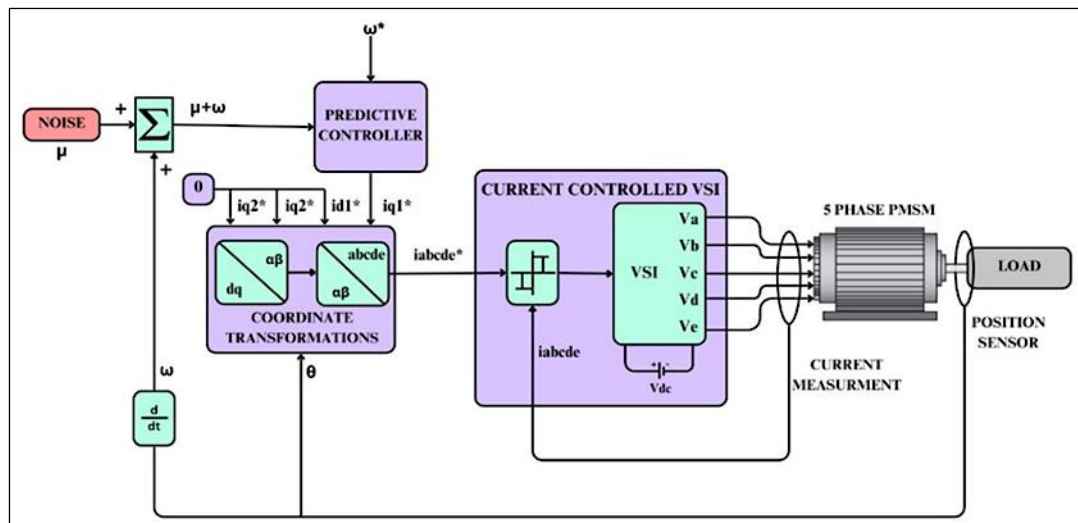 ω*
NOISE
μ
+
Σ
μ+ω
+
PREDICTIVE
CONTROLLER
0
iq2*
iq2*
id1*
iq1*
dq
αβ
abcde
αβ
COORDINATE
TRANSFORMATIONS
iabcde*
CURRENT CONTROLLED VSI
VSI
Va
Vb
Vc
Vd
Ve
iabcde
+
-
Vdc
5 PHASE PMSM
LOAD
POSITION
SENSOR
CURRENT
MEASURMENT
ω
θ
d
dt